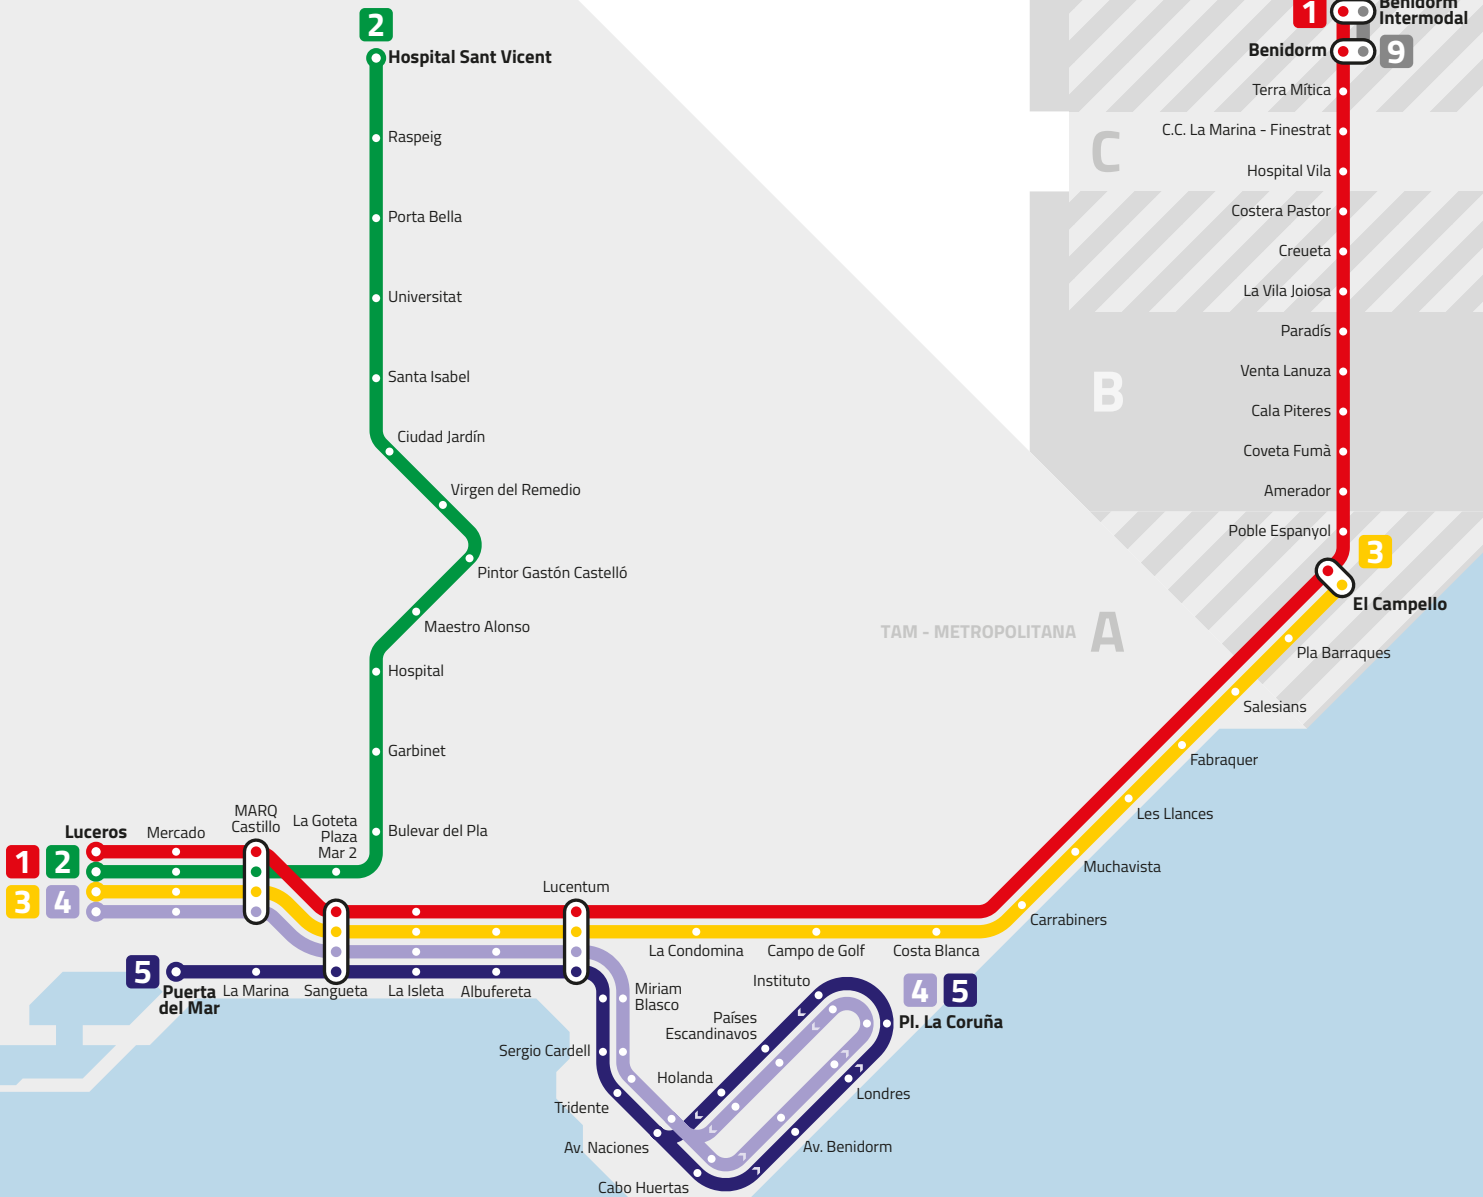 2
Hospital Sant Vicent
Raspeig
Porta Bella
Universitat
Santa Isabel
Ciudad Jardín
Virgen del Remedio
Pintor Gastón Castelló
Maestro Alonso
Hospital
Garbinet
Bulevar del Pla
La Goteta
Plaza
Mar 2
MARQ
Castillo
Mercado
Luceros
1 2
3 4
5
Puerta
del Mar
La Marina
Sangueta
La Isleta
Albufereta
Lucentum
Miriam
Blasco
Sergio Cardell
Tridente
Av. Naciones
Cabo Huertas
Av. Benidorm
Londres
4 5
Pl. La Coruña
Instituto
Países
Escandinavos
Holanda
La Condomina
Campo de Golf
Costa Blanca
Carrabiners
Muchavista
Les Llances
Fabraquer
Salesians
Pla Barraques
3
El Campello
Poble Espanyol
Amerador
Coveta Fumà
Cala Piteres
Venta Lanuza
Paradís
La Vila Joiosa
Creueta
Costera Pastor
Hospital Vila
C.C. La Marina - Finestrat
Terra Mítica
Benidorm
9
1
Benidorm
Intermodal
C
B
TAM - METROPOLITANA A